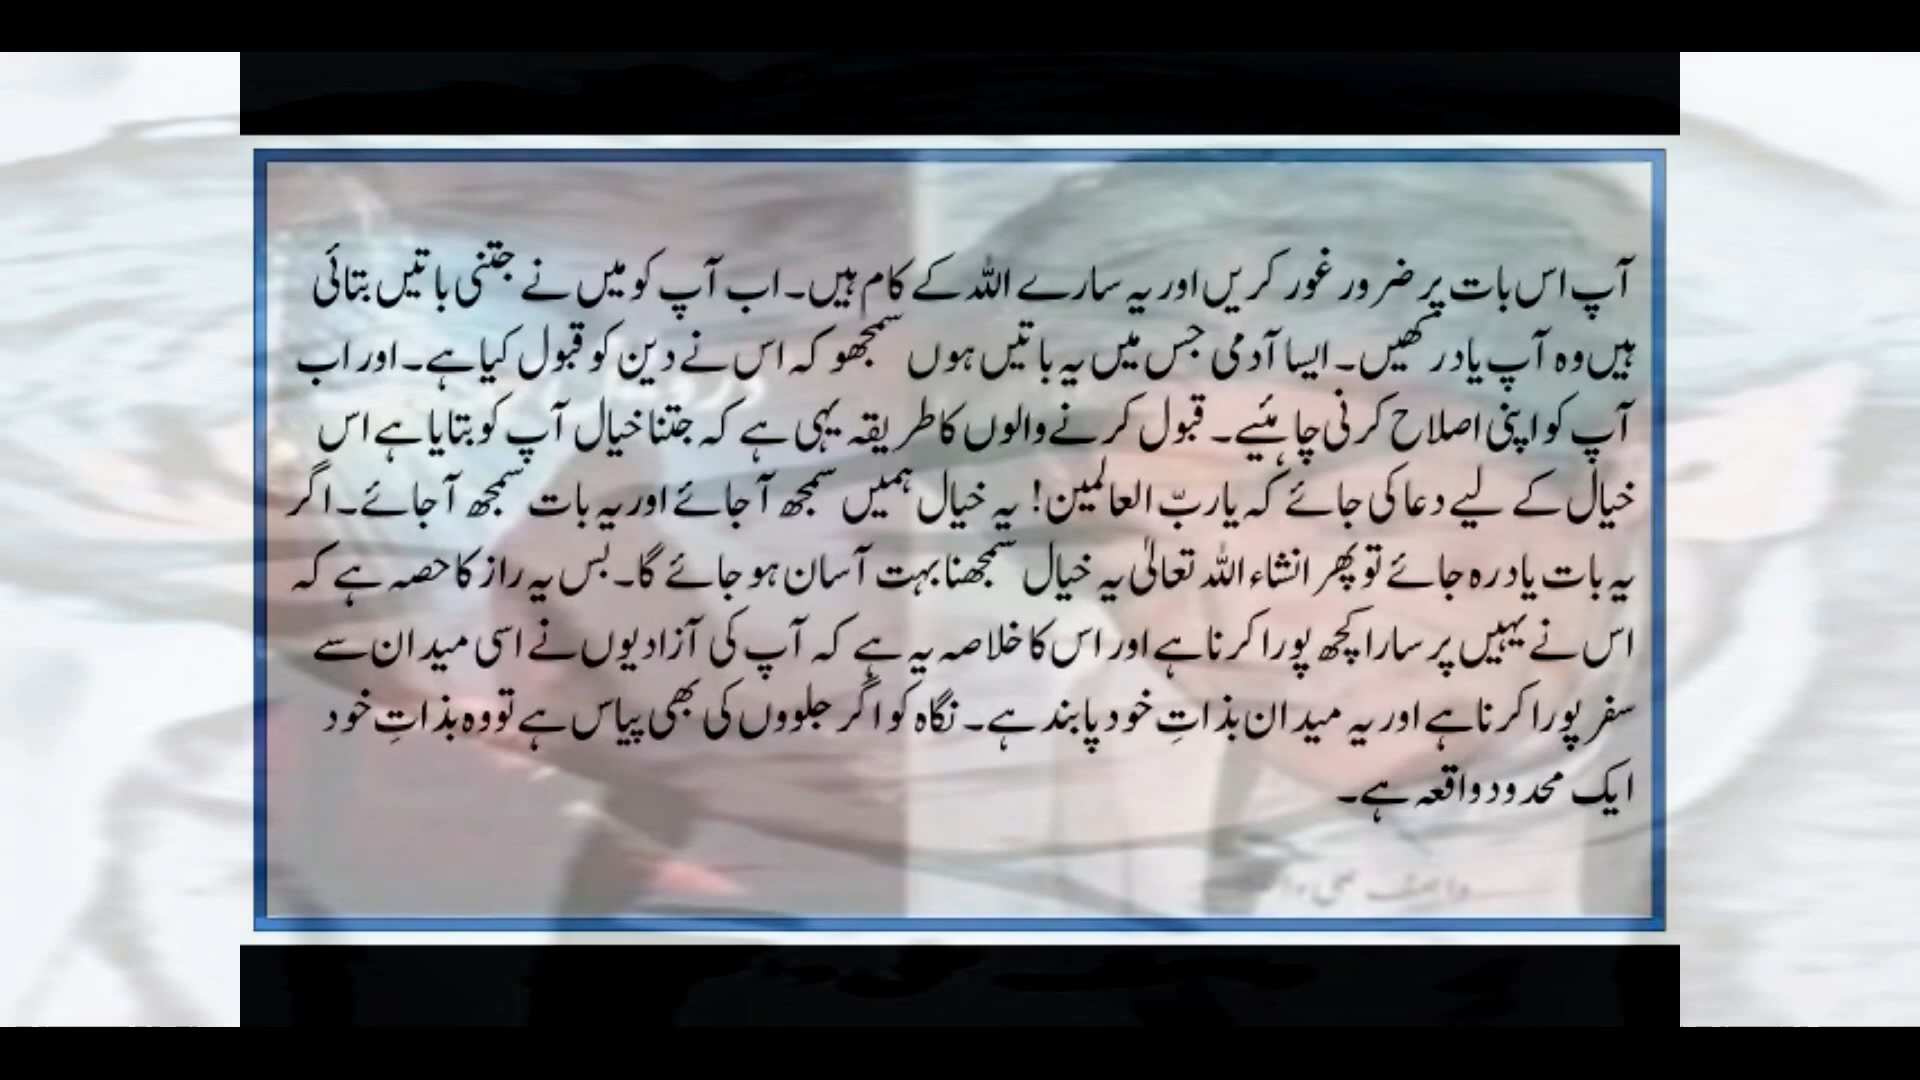 آپ اس بات پر ضرور غور کریں اور یہ سارے اللہ کے کام ہیں۔ اب آپ کو میں نے جتنی باتیں بتائی
ہیں وہ آپ یاد رکھیں۔ ایسا آدمی جس میں یہ باتیں ہوں سمجھو کہ اس نے دین کو قبول کیا ہے۔ اور اب
آپ کو اپنی اصلاح کرنی چاہئیے۔ قبول کرنے والوں کا طریقہ یہی ہے کہ جتنا خیال آپ کو بتایا ہے اس
خیال کے لیے دعا کی جائے کہ یا ربّ العالمین! یہ خیال ہمیں سمجھ آ جائے اور یہ بات سمجھ آ جائے۔ اگر
یہ بات یاد رہ جائے تو پھر انشاء اللہ تعالیٰ یہ خیال سمجھنا بہت آسان ہو جائے گا۔ بس یہ راز کا حصہ ہے کہ
اس نے یہیں پر سارا کچھ پورا کرنا ہے اور اس کا خلاصہ یہ ہے کہ آپ کی آزادیوں نے اسی میدان سے
سفر پورا کرنا ہے اور یہ میدان بذاتِ خود پابند ہے۔ نگاہ کو اگر جلووں کی بھی پیاس ہے تو وہ بذاتِ خود
ایک محدود واقعہ ہے۔